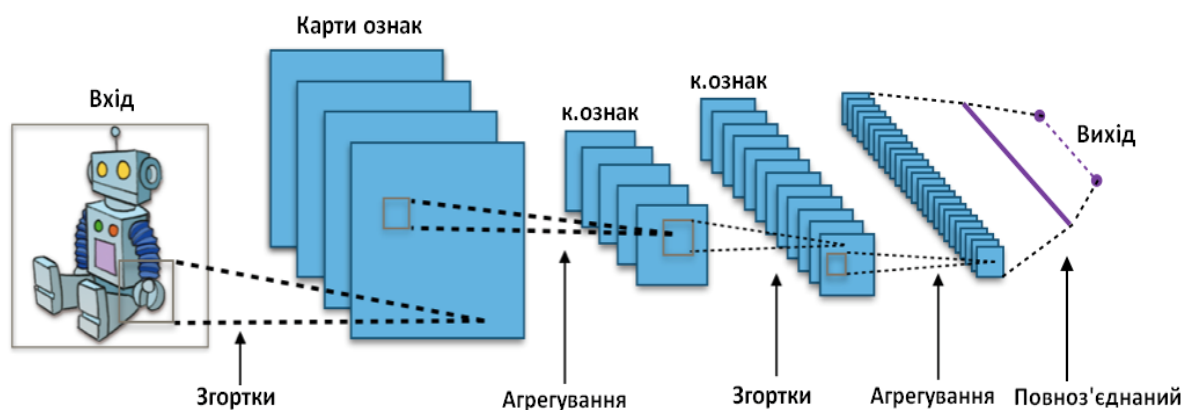 Карти ознак
Вхід
к.ознак
к.ознак
Вихід
Згортки
Агрегування
Згортки
Агрегування
Повноз'єднаний